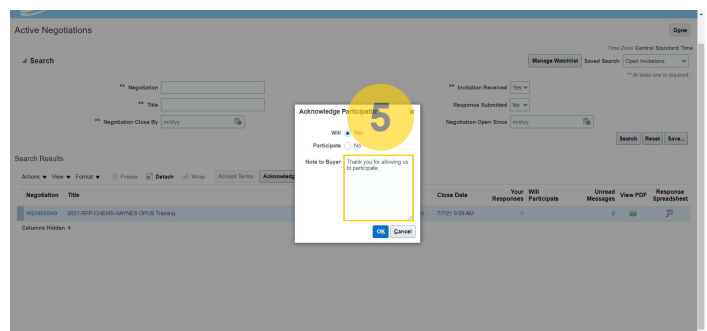 Active Negotiations
Done
Time Zone Central Standard Time
Search
Manage Watchlist Saved Search Open Invitations
** At least one is required
** Negotiation
** Invitation Received Yes
** Title
Response Submitted No
** Negotiation Close By m/d/yy
Negotiation Open Since m/d/yy
Search Reset Save...
Acknowledge Participation
5
Will Participate
Yes
No
Note to Buyer
Thank you for allowing us
to participate.
OK Cancel
Search Results
Actions View Format Freeze Detach Wrap Accept Terms
Negotiation Title Close Date Your Responses Will Participate Unread Messages View PDF Response Spreadsheet
2021-RFP-CHEMS-HAYNES OPUS Training 7/7/21 9:59 AM 0 0
Columns Hidden 4